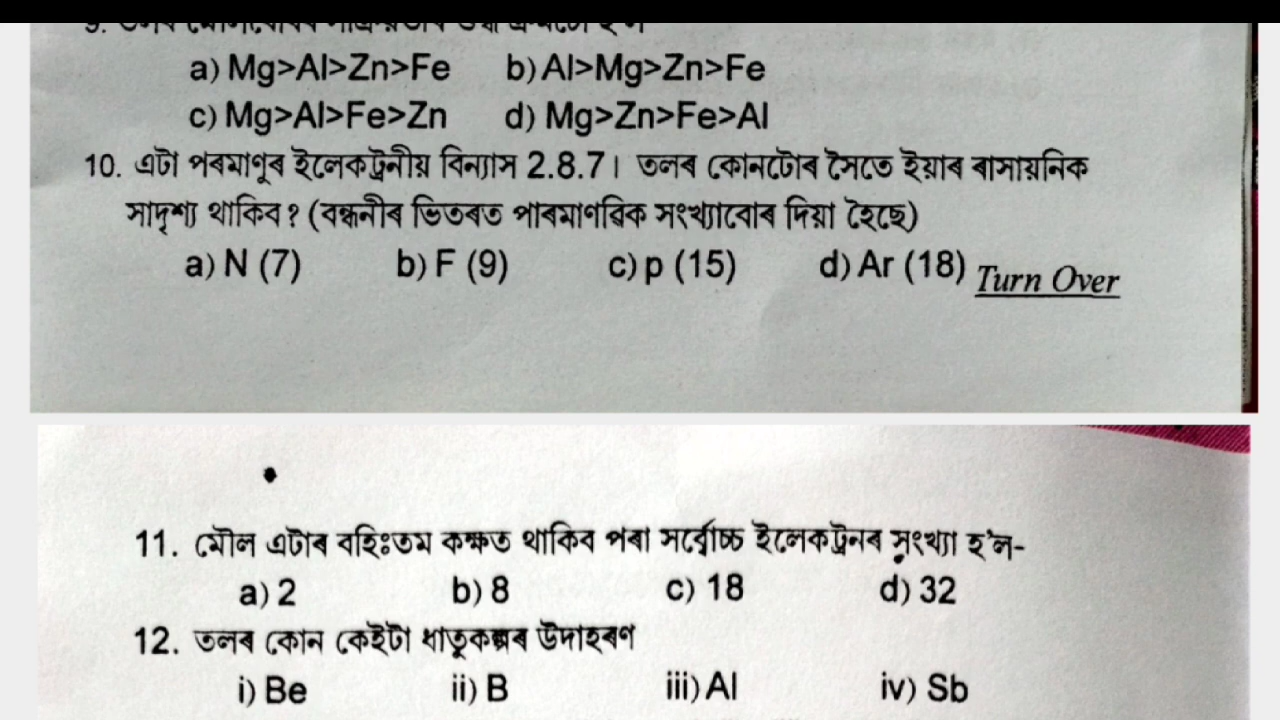 a) Mg>Al>Zn>Fe b) Al>Mg>Zn>Fe
c) Mg>Al>Fe>Zn d) Mg>Zn>Fe>Al
10. এটা পৰমাণুৰ ইলেকট্ৰনীয় বিন্যাস 2.8.7। তলৰ কোনটোৰ সৈতে ইয়াৰ ৰাসায়নিক
সাদৃশ্য থাকিব? (বন্ধনীৰ ভিতৰত পাৰমাণৱিক সংখ্যাবোৰ দিয়া হৈছে)
a) N (7) b) F (9) c) p (15) d) Ar (18) Turn Over
11. মৌল এটাৰ বহিঃতম কক্ষত থাকিব পৰা সৰ্ব্বোচ্চ ইলেকট্ৰনৰ সংখ্যা হ'ল-
a) 2 b) 8 c) 18 d) 32
12. তলৰ কোন কেইটা ধাতুকল্পৰ উদাহৰণ
i) Be ii) B iii) Al iv) Sb